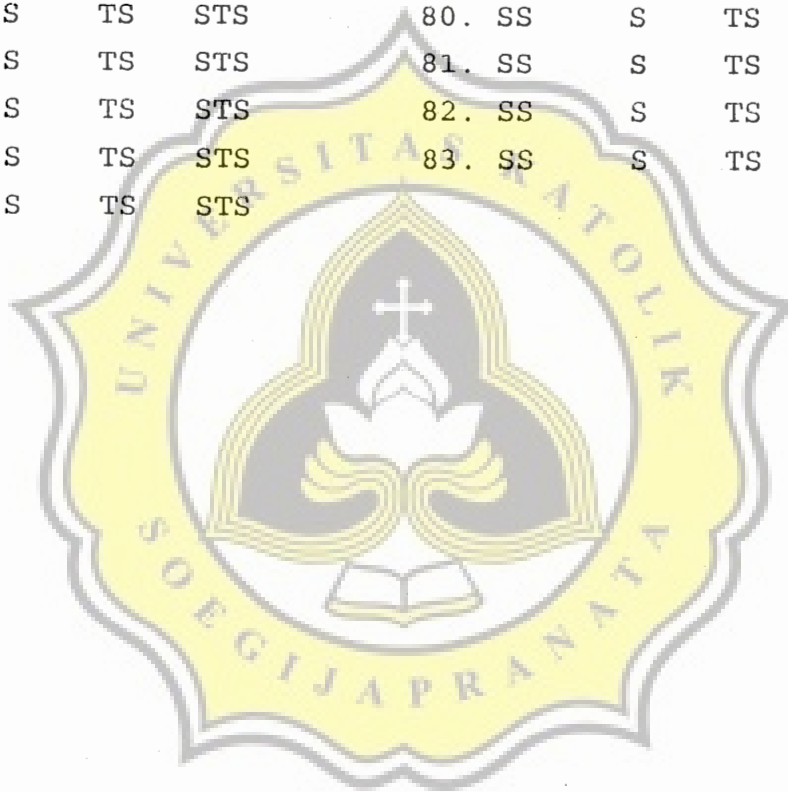 S TS STS 80. SS S TS
S TS STS 81. SS S TS
S TS STS 82. SS S TS
S TS STS 83. SS S TS
S TS STS
UNIVERSITAS KATOLIK
SOEGIJAPRANATA